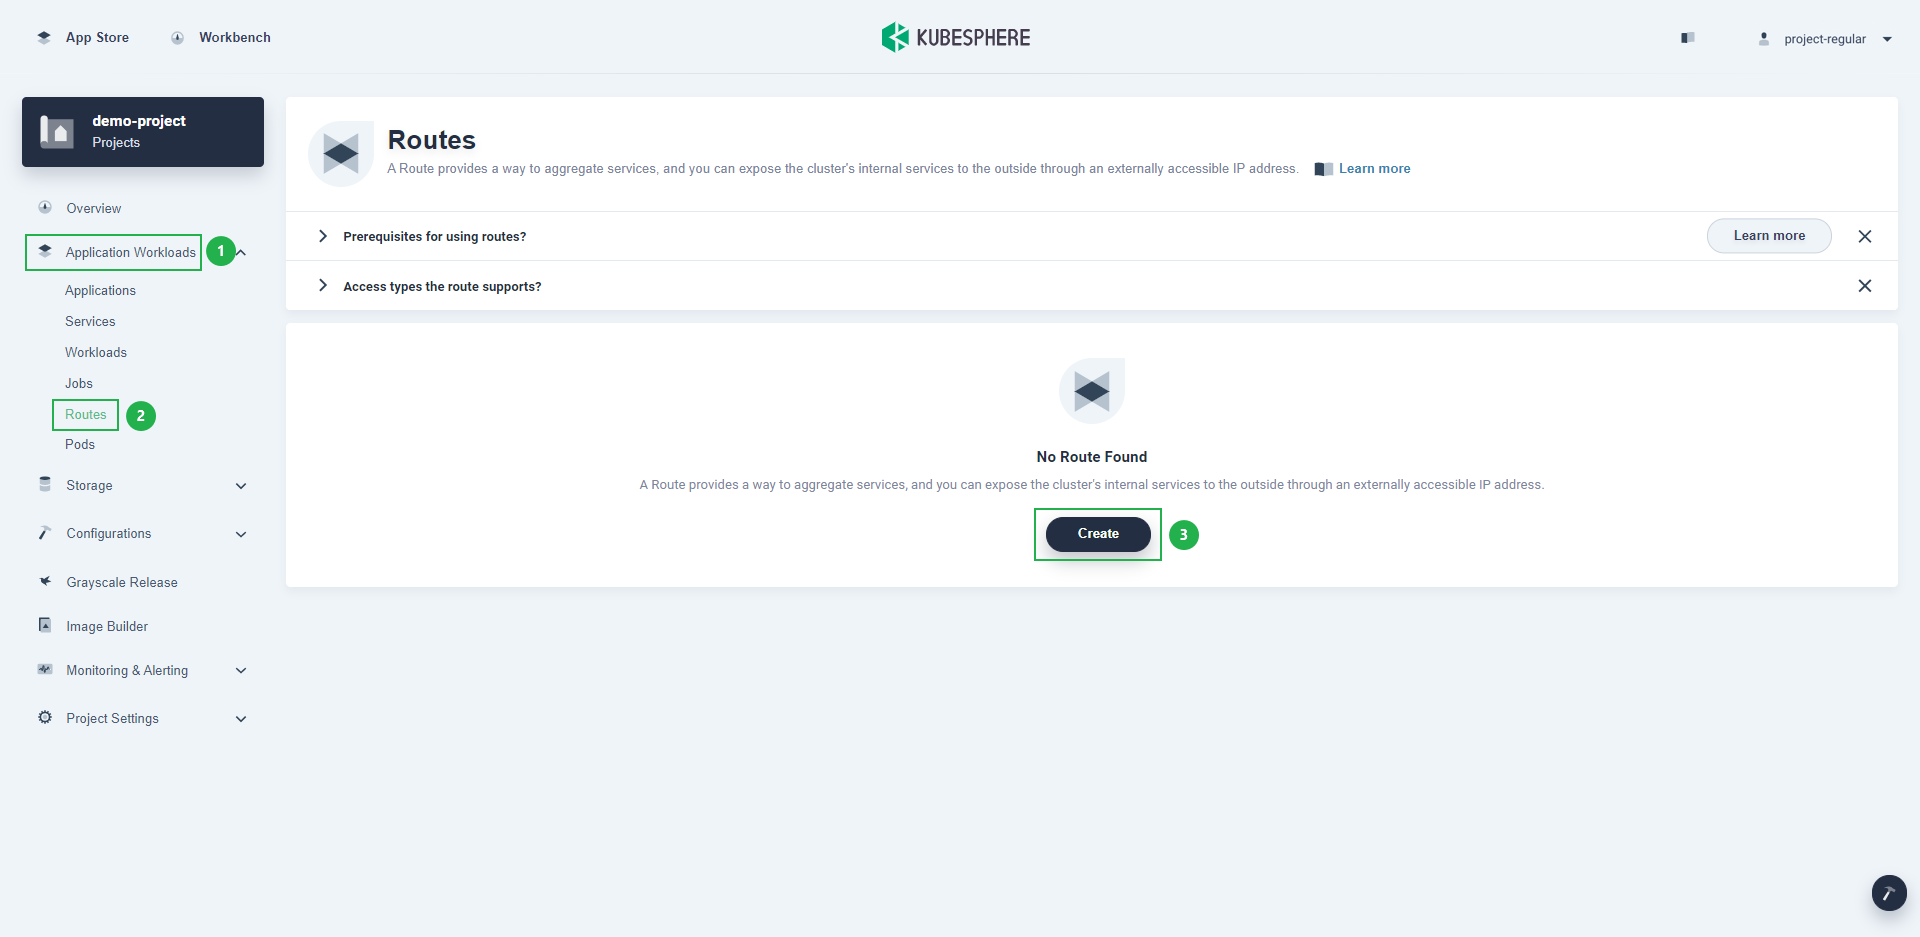 App Store
Workbench
KUBESPHERE
project-regular
demo-project
Projects
Overview
Application Workloads
1
Applications
Services
Workloads
Jobs
Routes
2
Pods
Storage
Configurations
Grayscale Release
Image Builder
Monitoring & Alerting
Project Settings
Routes
A Route provides a way to aggregate services, and you can expose the cluster's internal services to the outside through an externally accessible IP address. Learn more
Prerequisites for using routes?
Learn more
Access types the route supports?
No Route Found
A Route provides a way to aggregate services, and you can expose the cluster's internal services to the outside through an externally accessible IP address.
Create
3